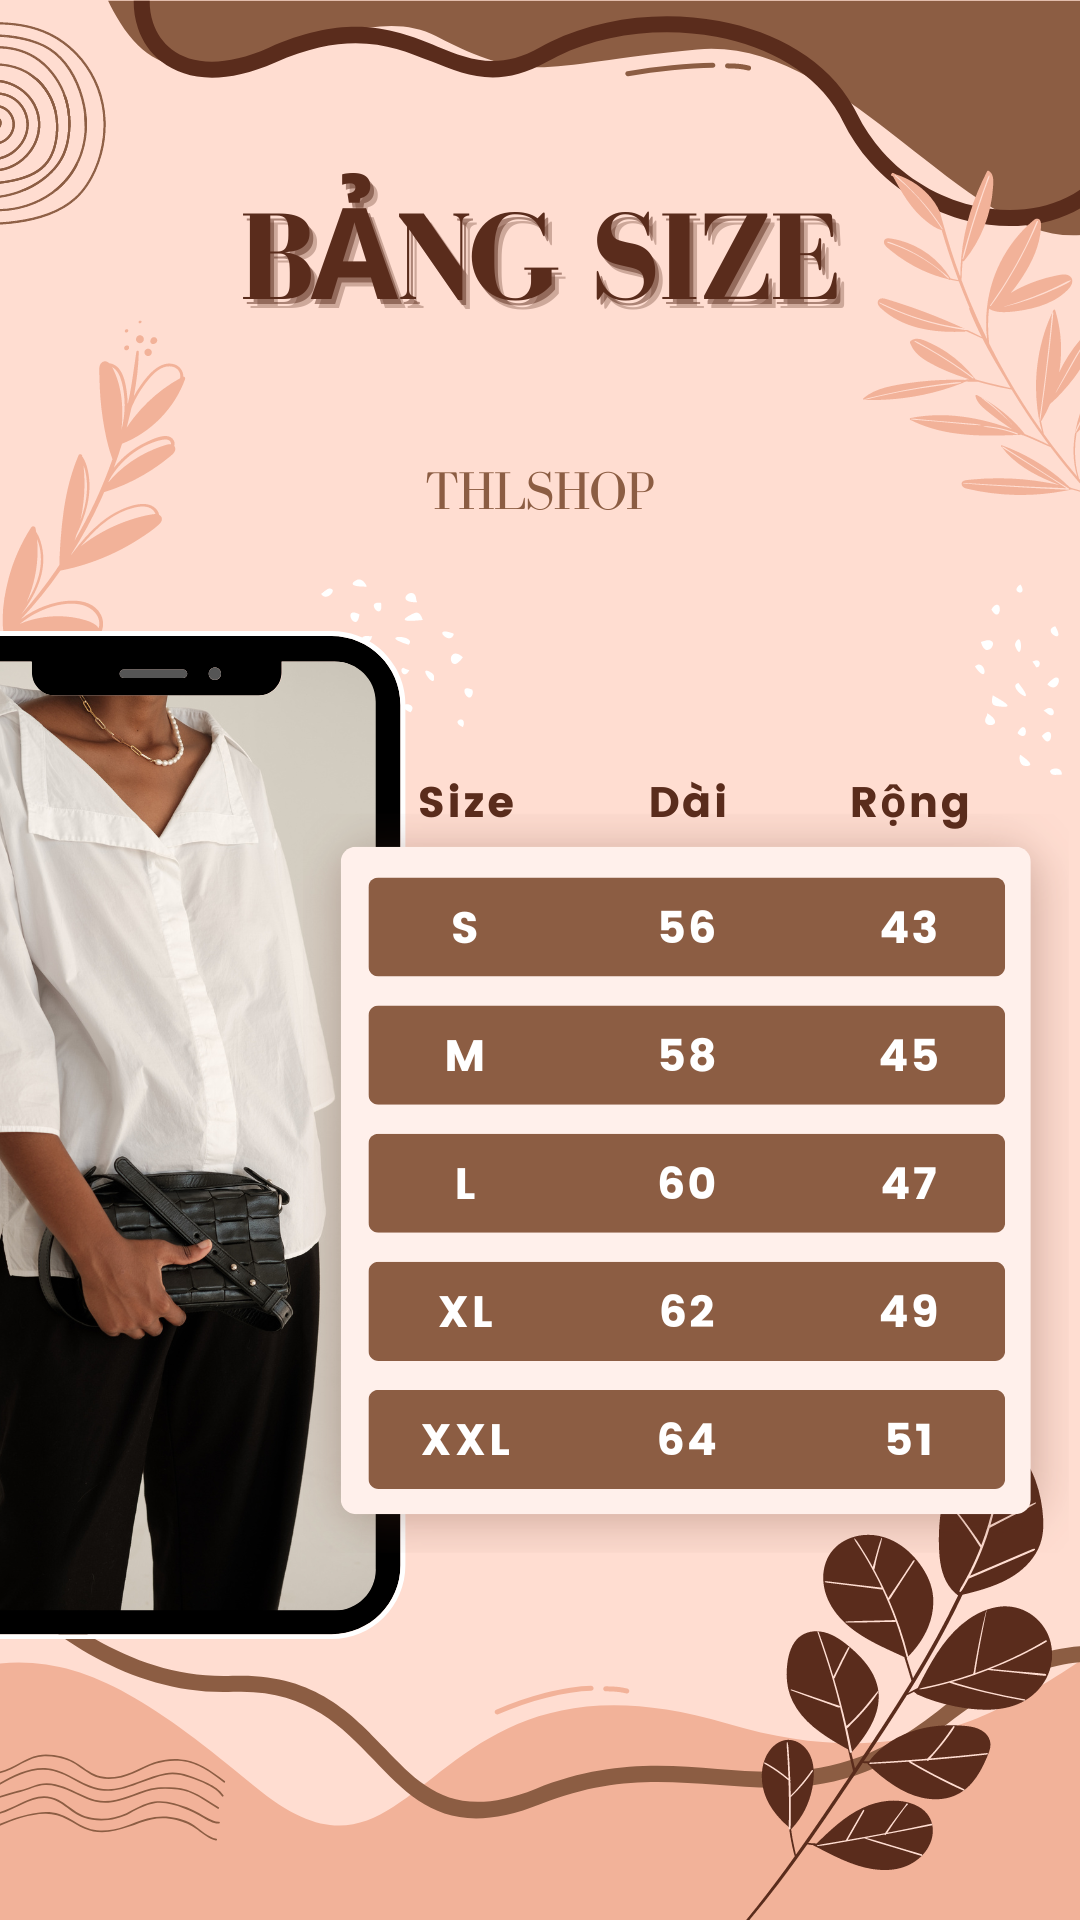 BẢNG SIZE
THLSHOP
Size Dài Rộng
S 56 43
M 58 45
L 60 47
XL 62 49
XXL 64 51